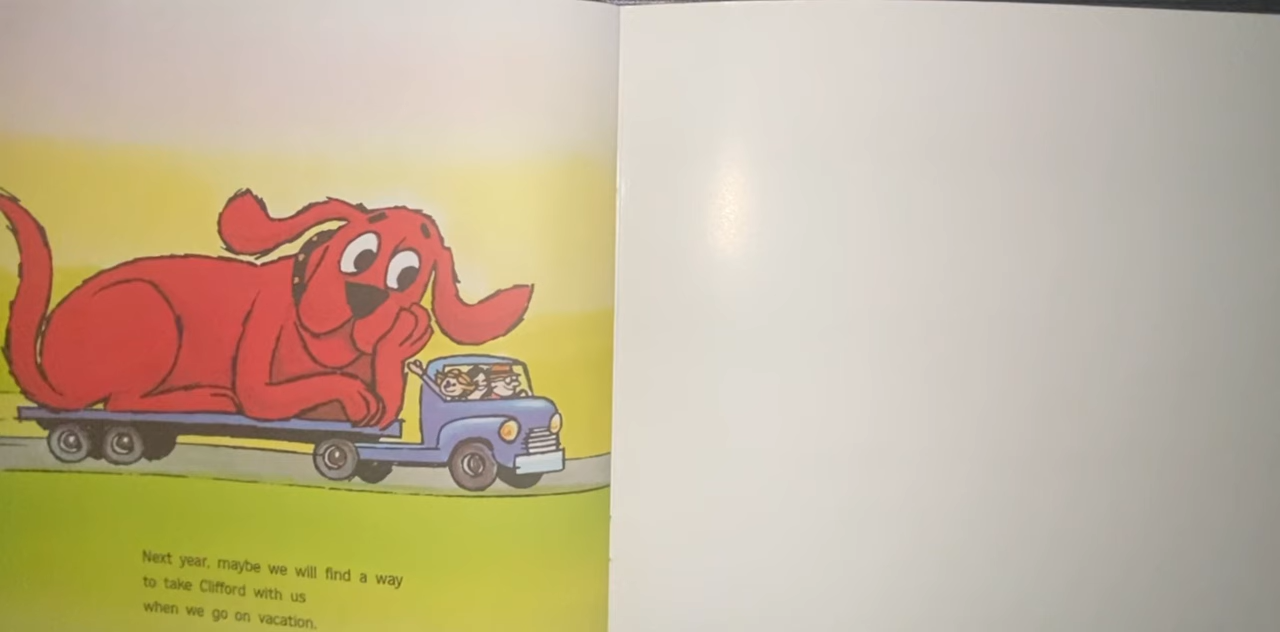 Next year, maybe we will find a way
to take Clifford with us
when we go on vacation.